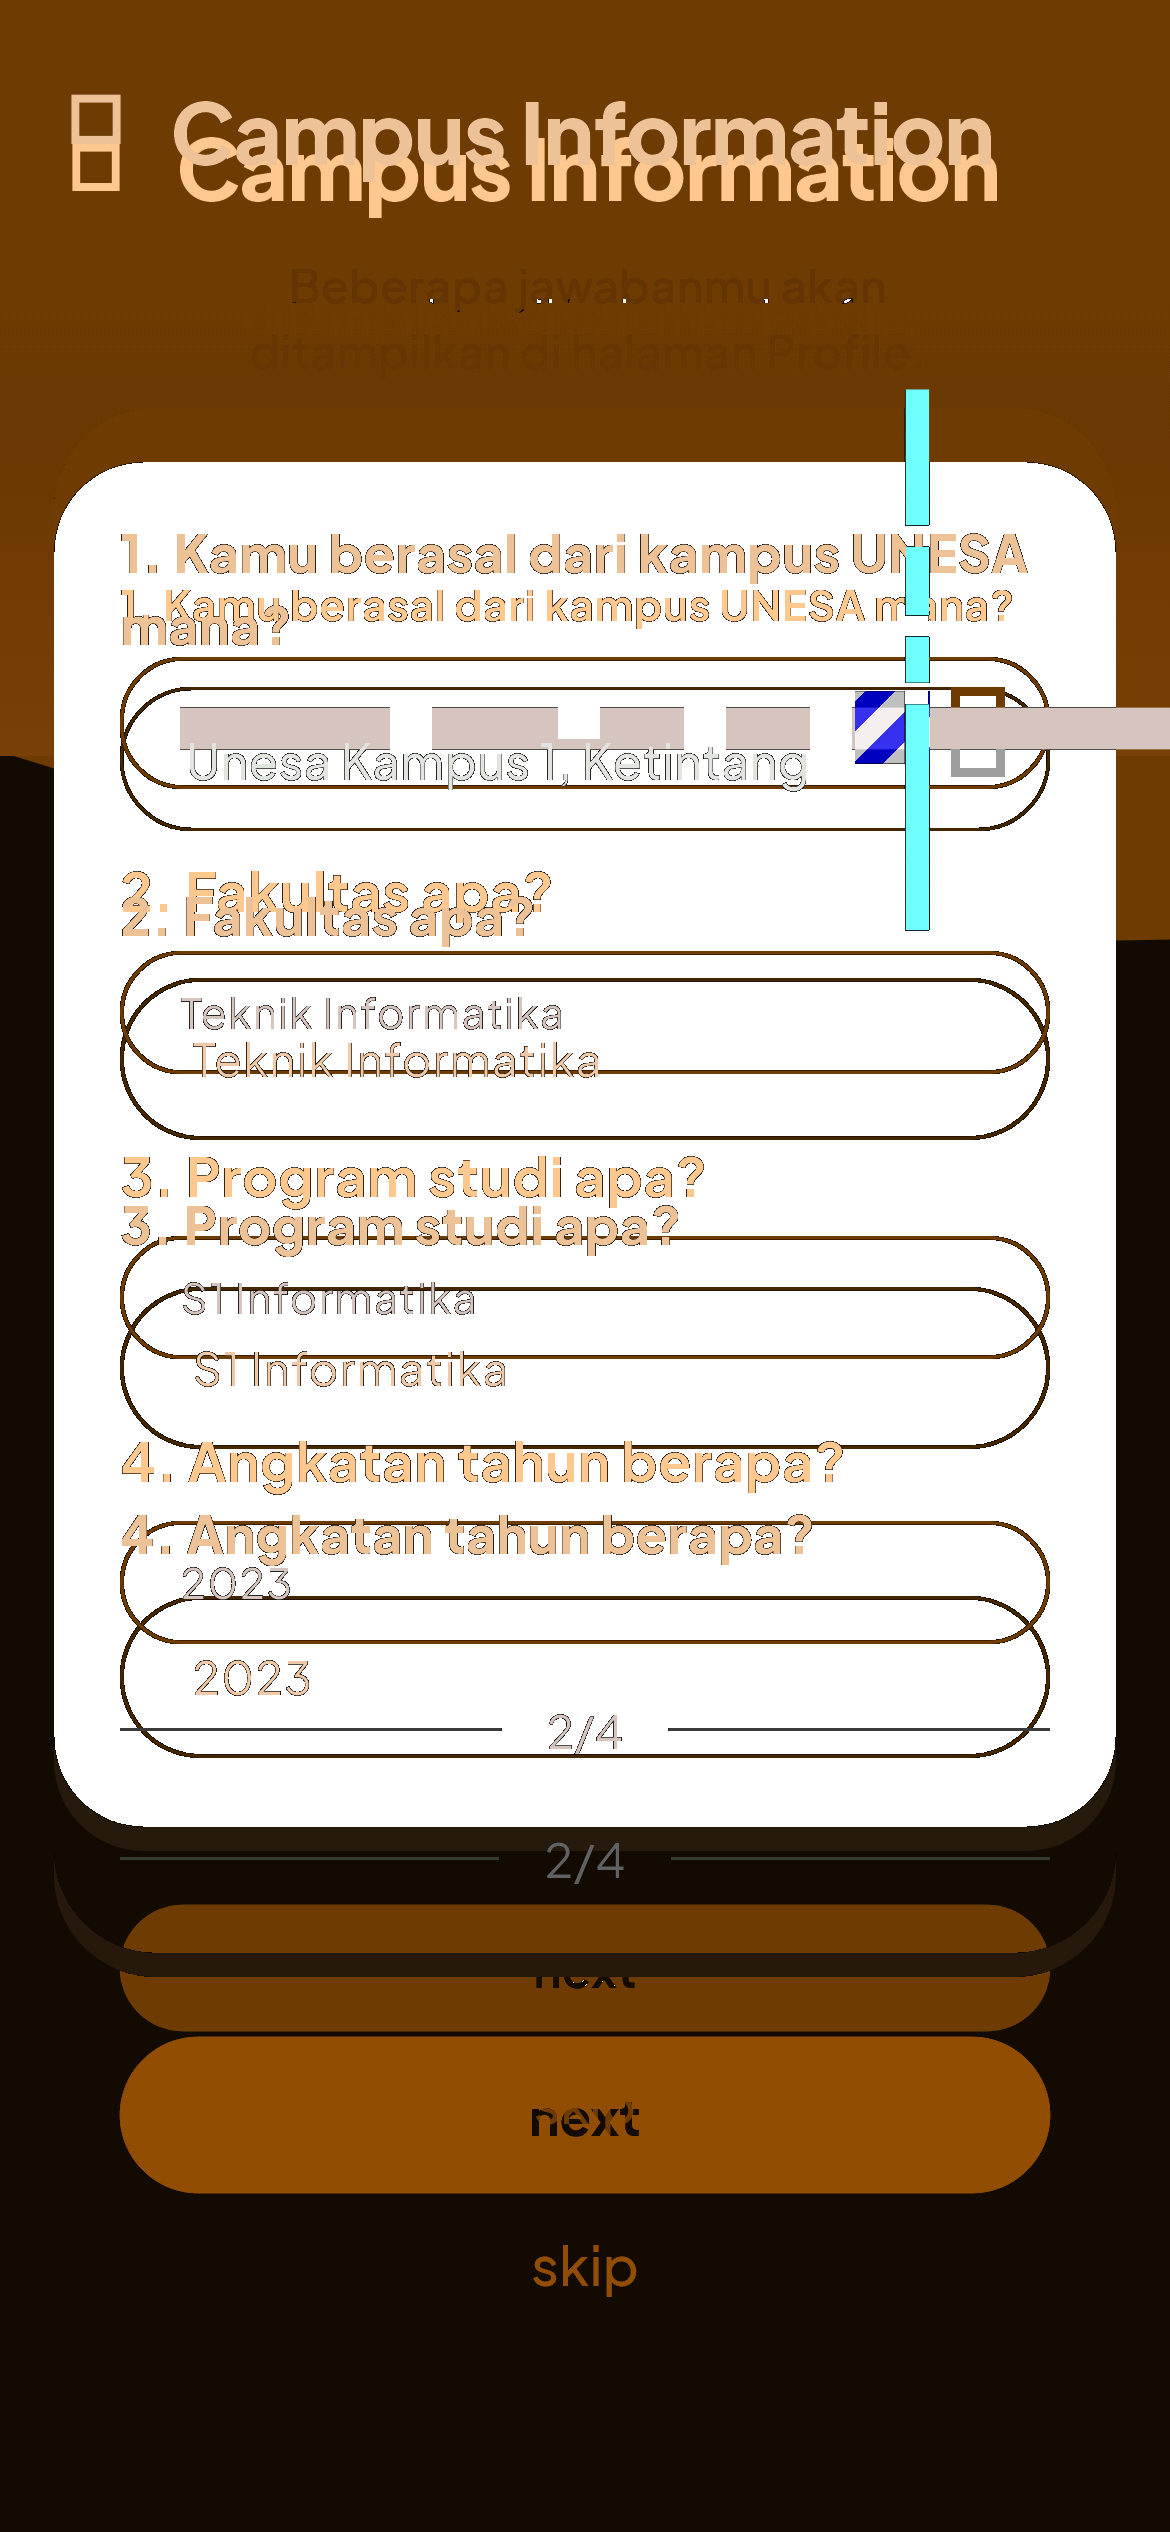 Campus Information
Campus Information
Beberapa jawabanmu akan
ditampilkan di halaman Profile.
1. Kamu berasal dari kampus UNESA
1. Kamu berasal dari kampus UNESA mana?
mana?
Unesa Kampus 1, Ketintang
2. Fakultas apa?
2. Fakultas apa?
Teknik Informatika
Teknik Informatika
3. Program studi apa?
3. Program studi apa?
S1 Informatika
S1 Informatika
4. Angkatan tahun berapa?
4. Angkatan tahun berapa?
2023
2023
2/4
2/4
next
next
skip